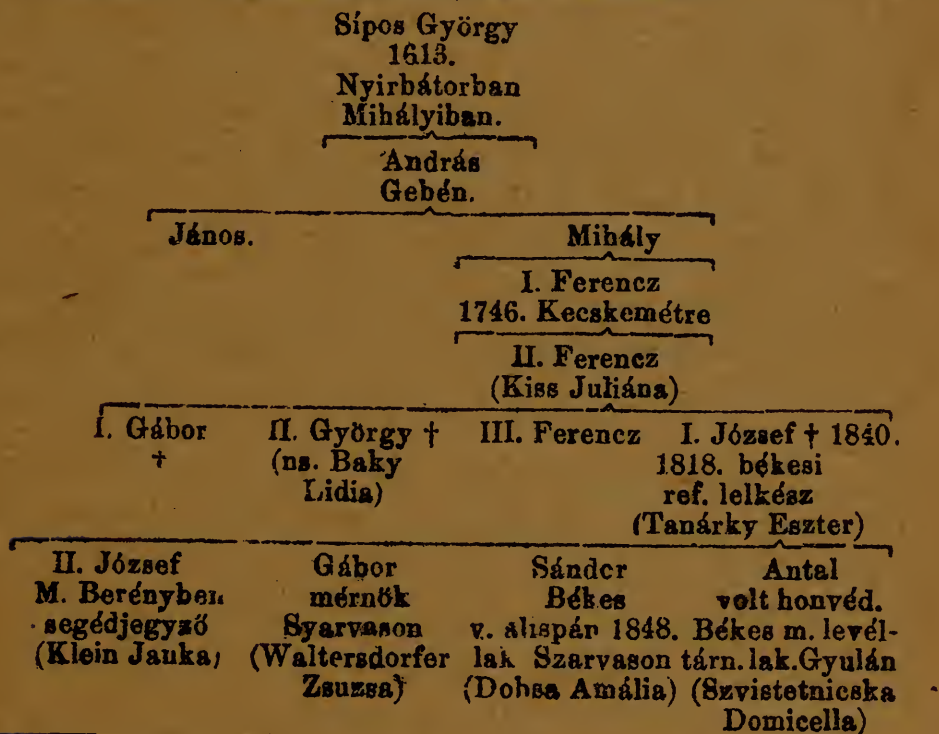 Sípos György
1613.
Nyirbátorban
Mihályiban.
András
Gebén.
János. Mihály
I. Ferencz
1746. Kecskemétre
II. Ferencz
(Kiss Juliána)
I. Gábor II. György † III. Ferencz I. József † 1840.
† (ns. Baky 1818. békesi
Lidia) ref. lelkész
(Tanárky Eszter)
II. József Gábor Sándor Antal
M. Berényben mérnök Békes volt honvéd.
segédjegyző Syarvason v. alispán 1848. Békes m. levél-
(Klein Jauka) (Waltersdorfer lak Szarvason tárn. lak. Gyulán
Zsuzsa) (Dobsa Amália) (Szvistetnicska
Domicella)